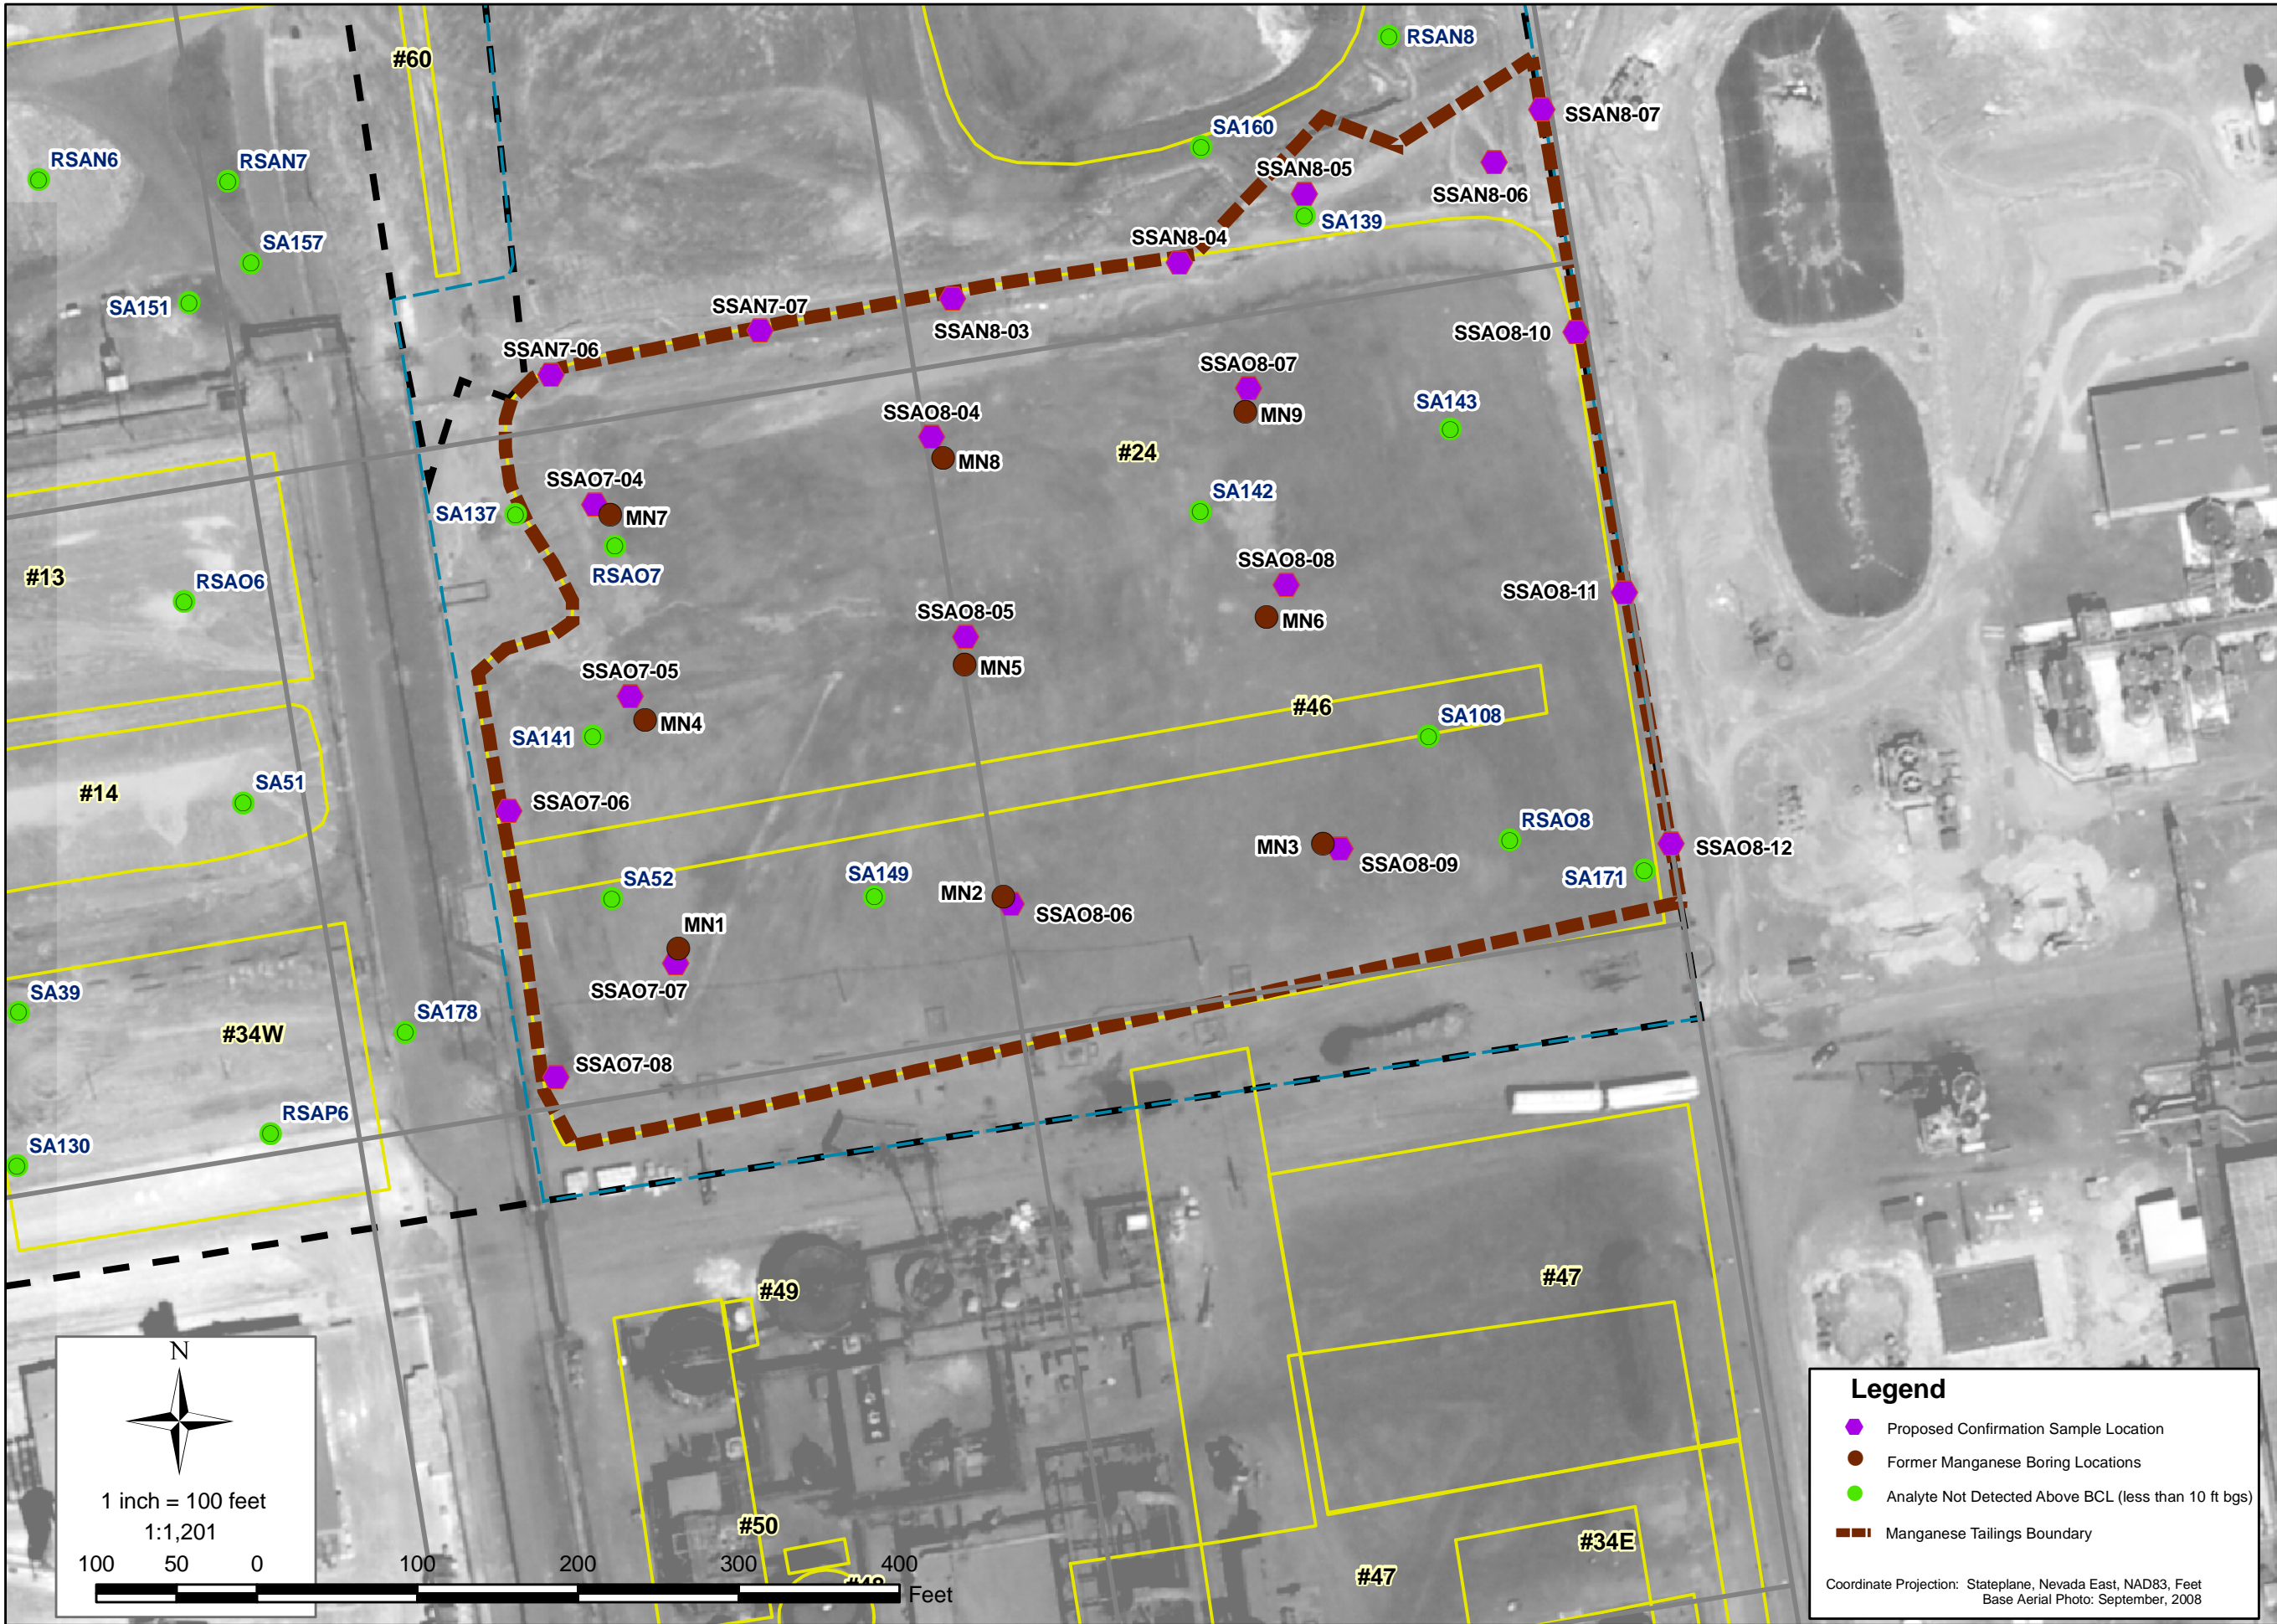 RSAN8
#60
SSAN8-07
SA160
RSAN6
RSAN7
SSAN8-05
SSAN8-06
SA139
SA157
SSAN8-04
SA151
SSAN7-07
SSAN8-03
SSAO8-10
SSAN7-06
SSAO8-07
SSAO8-04
MN9
SA143
#24
MN8
SSAO7-04
SA142
SA137
MN7
SSAO8-08
#13
RSAO7
RSAO6
SSAO8-11
SSAO8-05
MN6
MN5
SSAO7-05
#46
SA108
MN4
SA141
SA51
#14
SSAO7-06
RSAO8
MN3
SSAO8-12
SSAO8-09
SA149
SA52
SA171
MN2
SSAO8-06
MN1
SSAO7-07
SA39
SA178
#34W
SSAO7-08
RSAP6
SA130
#47
#49
N
1 inch = 100 feet
1:1,201
100 50 0 100 200 300 400
Feet
#50
#48
#34E
#47
Legend
Proposed Confirmation Sample Location
Former Manganese Boring Locations
Analyte Not Detected Above BCL (less than 10 ft bgs)
Manganese Tailings Boundary
Coordinate Projection: Stateplane, Nevada East, NAD83, Feet
Base Aerial Photo: September, 2008